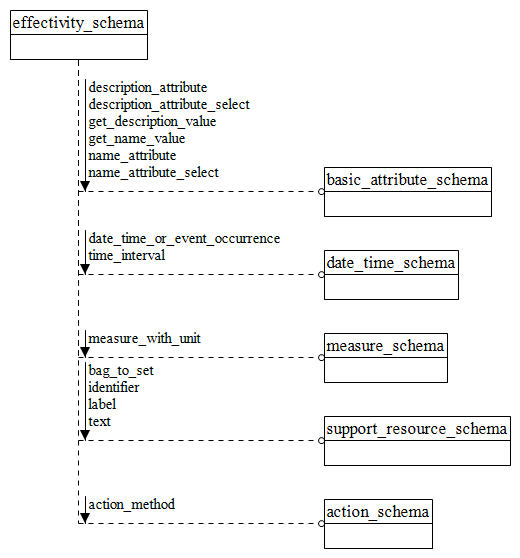 effectivity_schema
description_attribute
description_attribute_select
get_description_value
get_name_value
name_attribute
name_attribute_select
basic_attribute_schema
date_time_or_event_occurrence
time_interval
date_time_schema
measure_with_unit
measure_schema
bag_to_set
identifier
label
text
support_resource_schema
action_method
action_schema